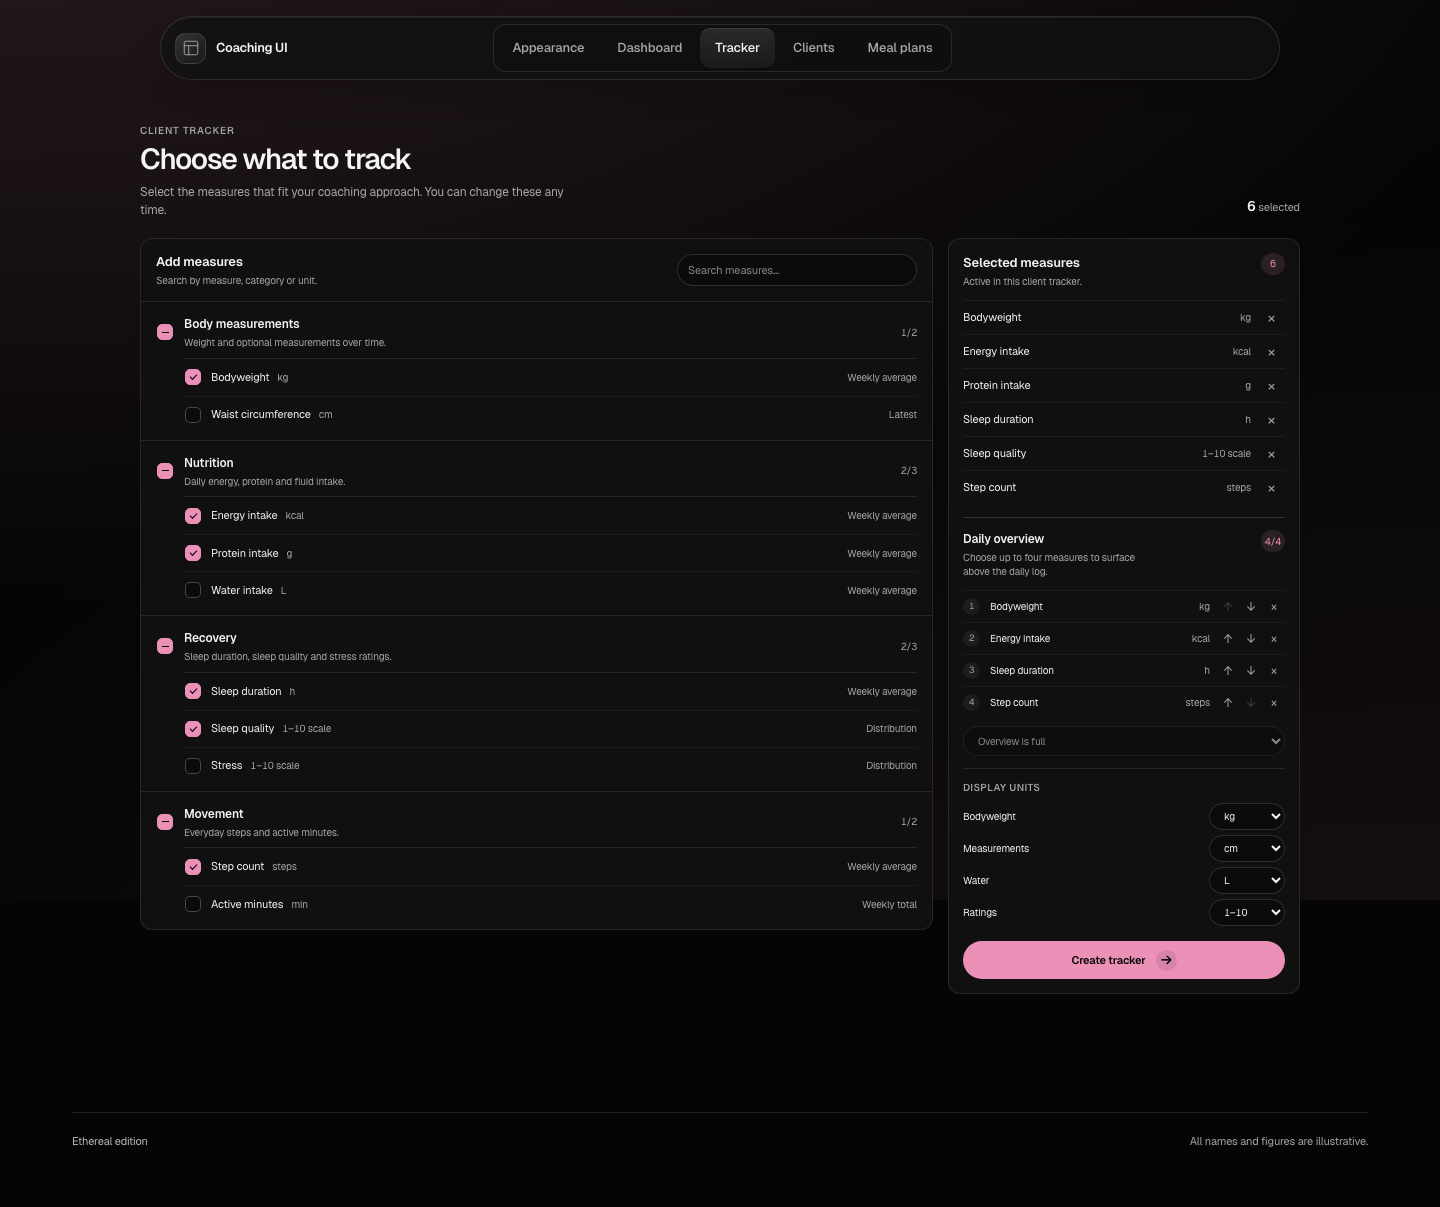 Coaching UI
Appearance
Dashboard
Tracker
Clients
Meal plans
CLIENT TRACKER
Choose what to track
Select the measures that fit your coaching approach. You can change these any
time.
6 selected
Add measures
Search by measure, category or unit.
Search measures...
Body measurements
Weight and optional measurements over time.
1/2
Bodyweight kg
Weekly average
Waist circumference cm
Latest
Nutrition
Daily energy, protein and fluid intake.
2/3
Energy intake kcal
Weekly average
Protein intake g
Weekly average
Water intake L
Weekly average
Recovery
Sleep duration, sleep quality and stress ratings.
2/3
Sleep duration h
Weekly average
Sleep quality 1–10 scale
Distribution
Stress 1–10 scale
Distribution
Movement
Everyday steps and active minutes.
1/2
Step count steps
Weekly average
Active minutes min
Weekly total
Selected measures
6
Active in this client tracker.
Bodyweight kg ×
Energy intake kcal ×
Protein intake g ×
Sleep duration h ×
Sleep quality 1–10 scale ×
Step count steps ×
Daily overview
4/4
Choose up to four measures to surface
above the daily log.
1 Bodyweight kg ↑ ↓ ×
2 Energy intake kcal ↑ ↓ ×
3 Sleep duration h ↑ ↓ ×
4 Step count steps ↑ ↓ ×
Overview is full
DISPLAY UNITS
Bodyweight kg
Measurements cm
Water L
Ratings 1–10
Create tracker →
Ethereal edition
All names and figures are illustrative.